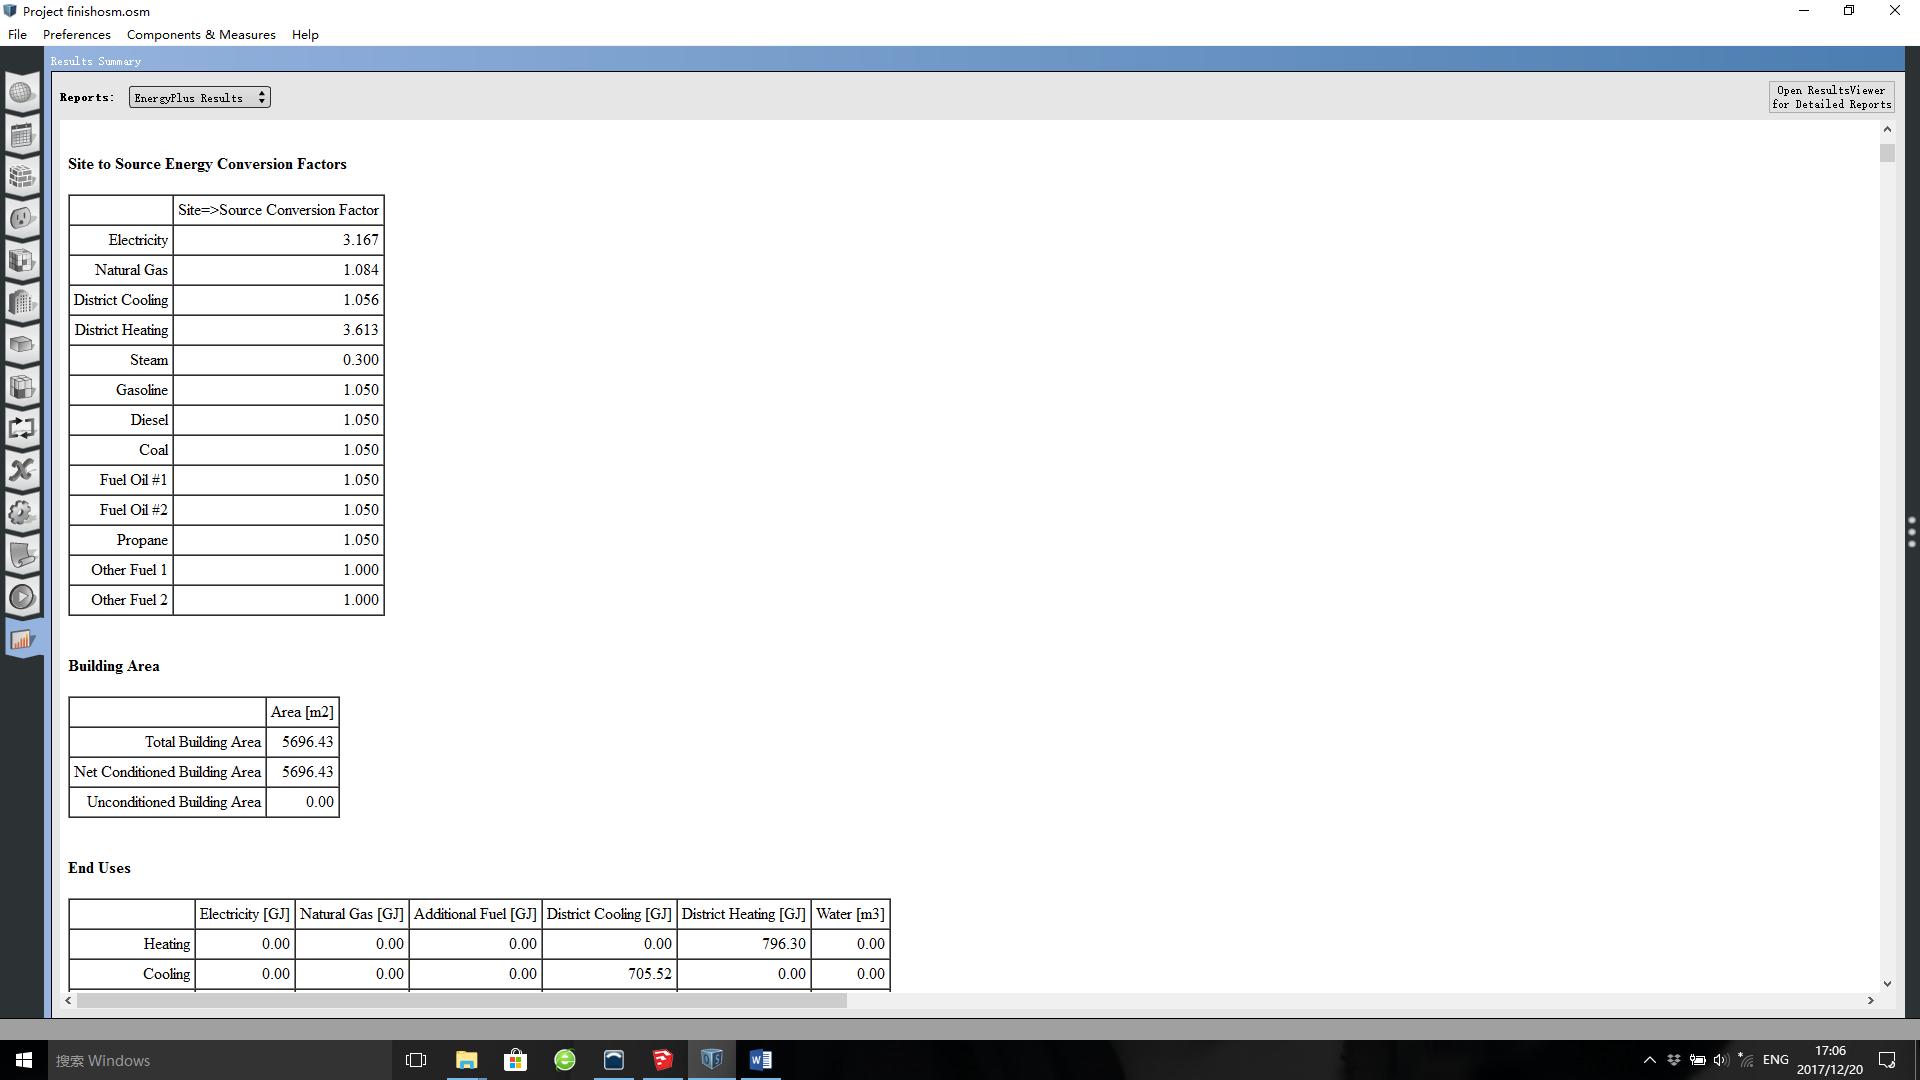 Project finishosm.osm
File Preferences Components & Measures Help
Results Summary
Reports: EnergyPlus Results
Open ResultsViewer
for Detailed Reports
Site to Source Energy Conversion Factors
Site=>Source Conversion Factor
Electricity 3.167
Natural Gas 1.084
District Cooling 1.056
District Heating 3.613
Steam 0.300
Gasoline 1.050
Diesel 1.050
Coal 1.050
Fuel Oil #1 1.050
Fuel Oil #2 1.050
Propane 1.050
Other Fuel 1 1.000
Other Fuel 2 1.000
Building Area
Area [m2]
Total Building Area 5696.43
Net Conditioned Building Area 5696.43
Unconditioned Building Area 0.00
End Uses
Electricity [GJ] Natural Gas [GJ] Additional Fuel [GJ] District Cooling [GJ] District Heating [GJ] Water [m3]
Heating 0.00 0.00 0.00 0.00 796.30 0.00
Cooling 0.00 0.00 0.00 705.52 0.00 0.00
搜索 Windows
ENG
17:06
2017/12/20